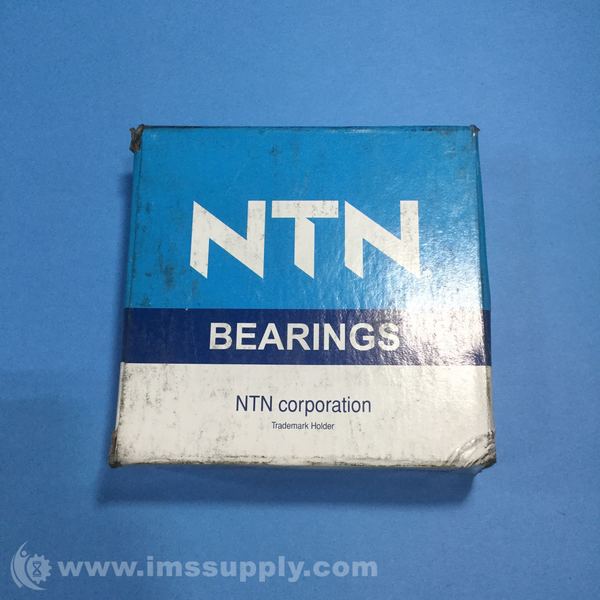 NTN
BEARINGS
NTN corporation
Trademark Holder
www.imssupply.com